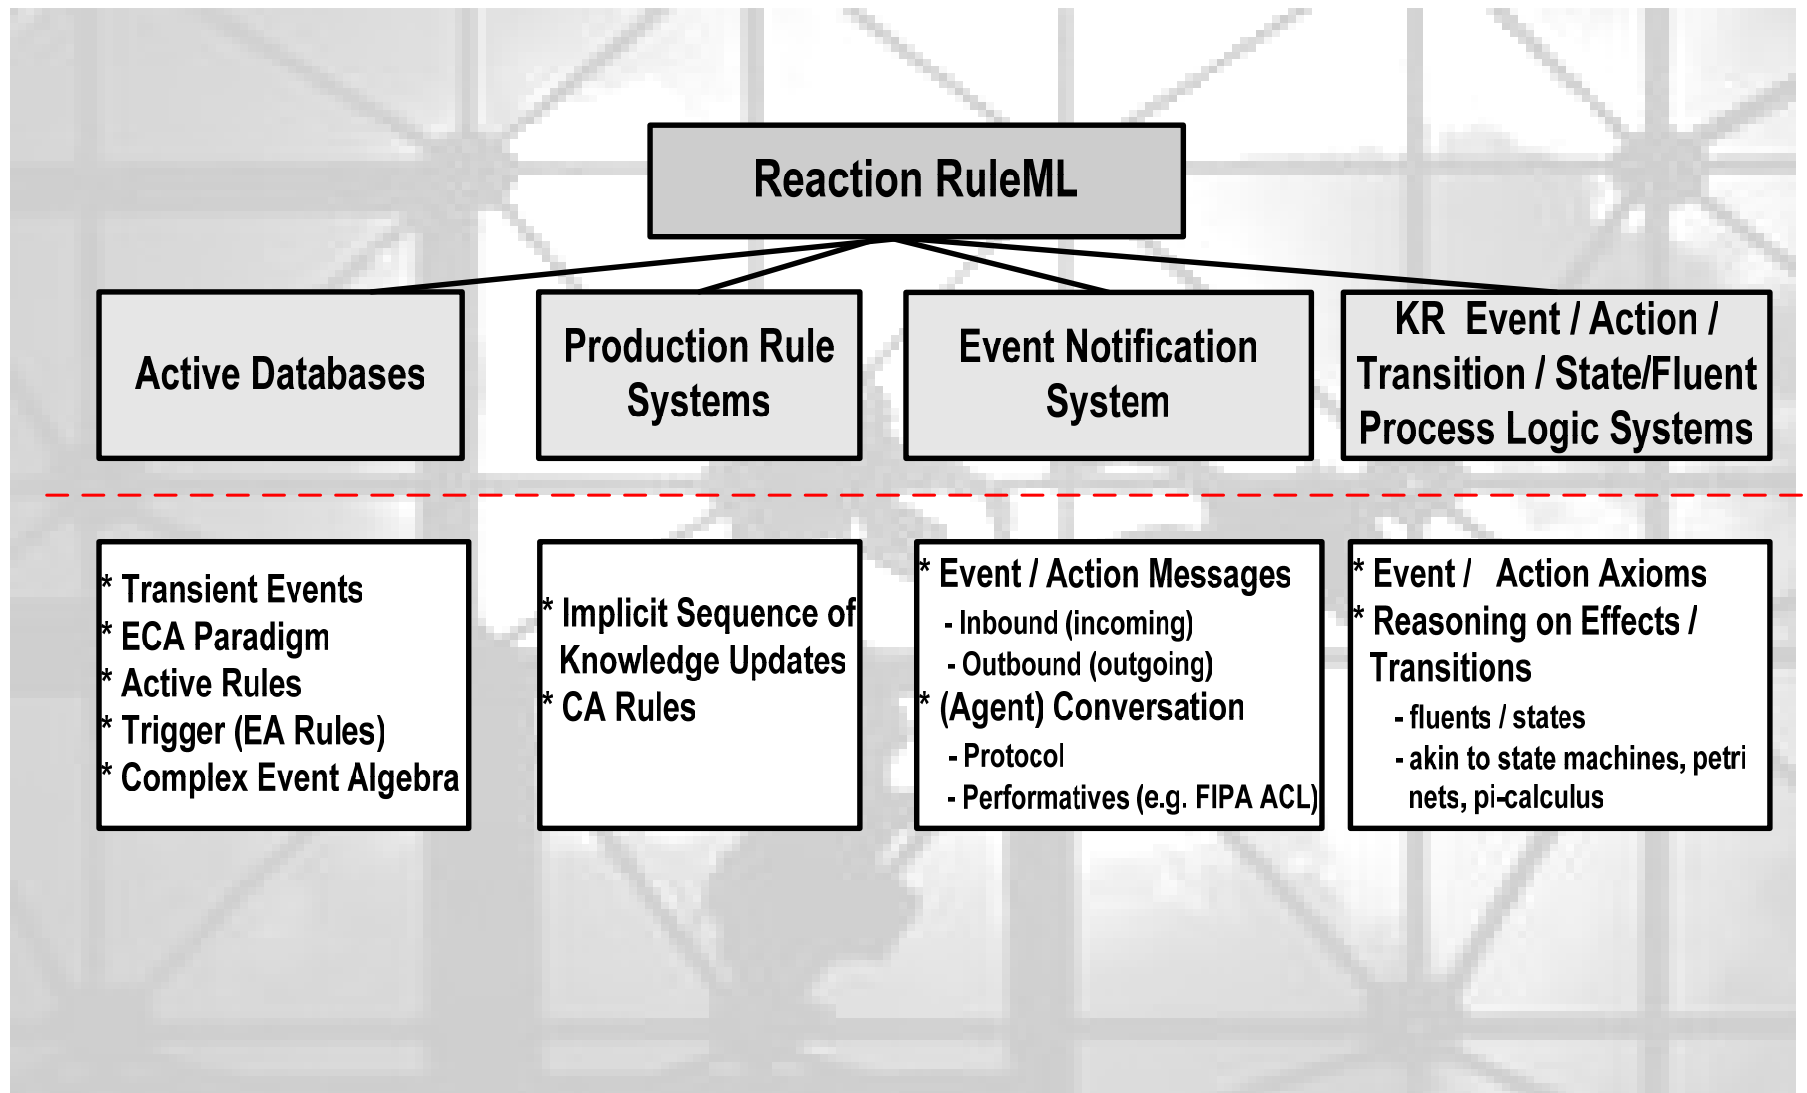 Reaction RuleML
Active Databases
Production Rule
Systems
Event Notification
System
KR Event / Action /
Transition / State/Fluent
Process Logic Systems
* Transient Events
* ECA Paradigm
* Active Rules
* Trigger (EA Rules)
* Complex Event Algebra
* Implicit Sequence of
Knowledge Updates
* CA Rules
* Event / Action Messages
- Inbound (incoming)
- Outbound (outgoing)
* (Agent) Conversation
- Protocol
- Performatives (e.g. FIPA ACL)
* Event / Action Axioms
* Reasoning on Effects /
Transitions
- fluents / states
- akin to state machines, petri
nets, pi-calculus